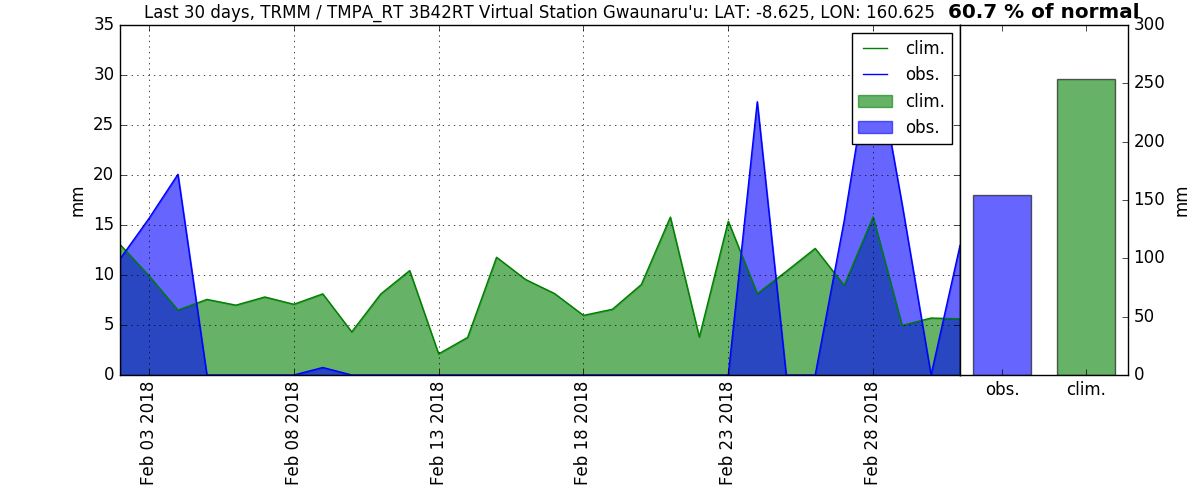 Last 30 days, TRMM / TMPA_RT 3B42RT Virtual Station Gwaunaru'u: LAT: -8.625, LON: 160.625 60.7 % of normal
35
30
25
20
15
10
5
0
mm
clim.
obs.
clim.
obs.
Feb 03 2018
Feb 08 2018
Feb 13 2018
Feb 18 2018
Feb 23 2018
Feb 28 2018
300
250
200
150
100
50
0
mm
obs. clim.